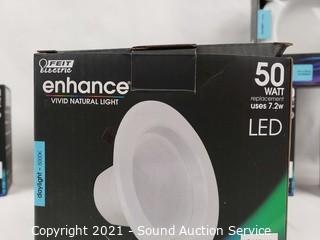 FEIT
electric
enhance®
VIVID NATURAL LIGHT
50
WATT
replacement
uses 7.2w
LED
daylight • 5000K
Copyright 2021 - Sound Auction Service